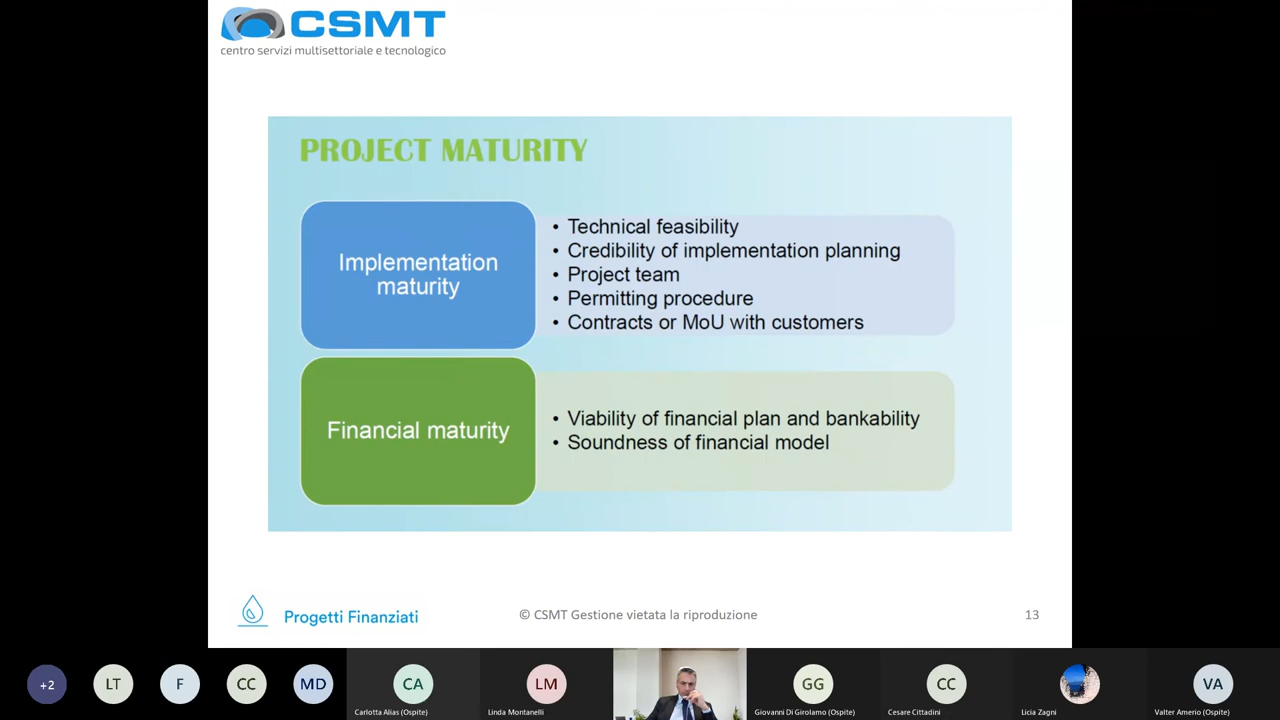 CSMT
centro servizi multisettoriale e tecnologico
PROJECT MATURITY
Implementation
maturity
• Technical feasibility
• Credibility of implementation planning
• Project team
• Permitting procedure
• Contracts or MoU with customers
Financial maturity
• Viability of financial plan and bankability
• Soundness of financial model
Progetti Finanziati
© CSMT Gestione vietata la riproduzione
13
+2
LT
F
CC
MD
CA
Carlotta Alias (Ospite)
LM
Linda Montanelli
GG
Giovanni Di Girolamo (Ospite)
CC
Cesare Cittadini
Licia Zagni
VA
Valter Amerio (Ospite)